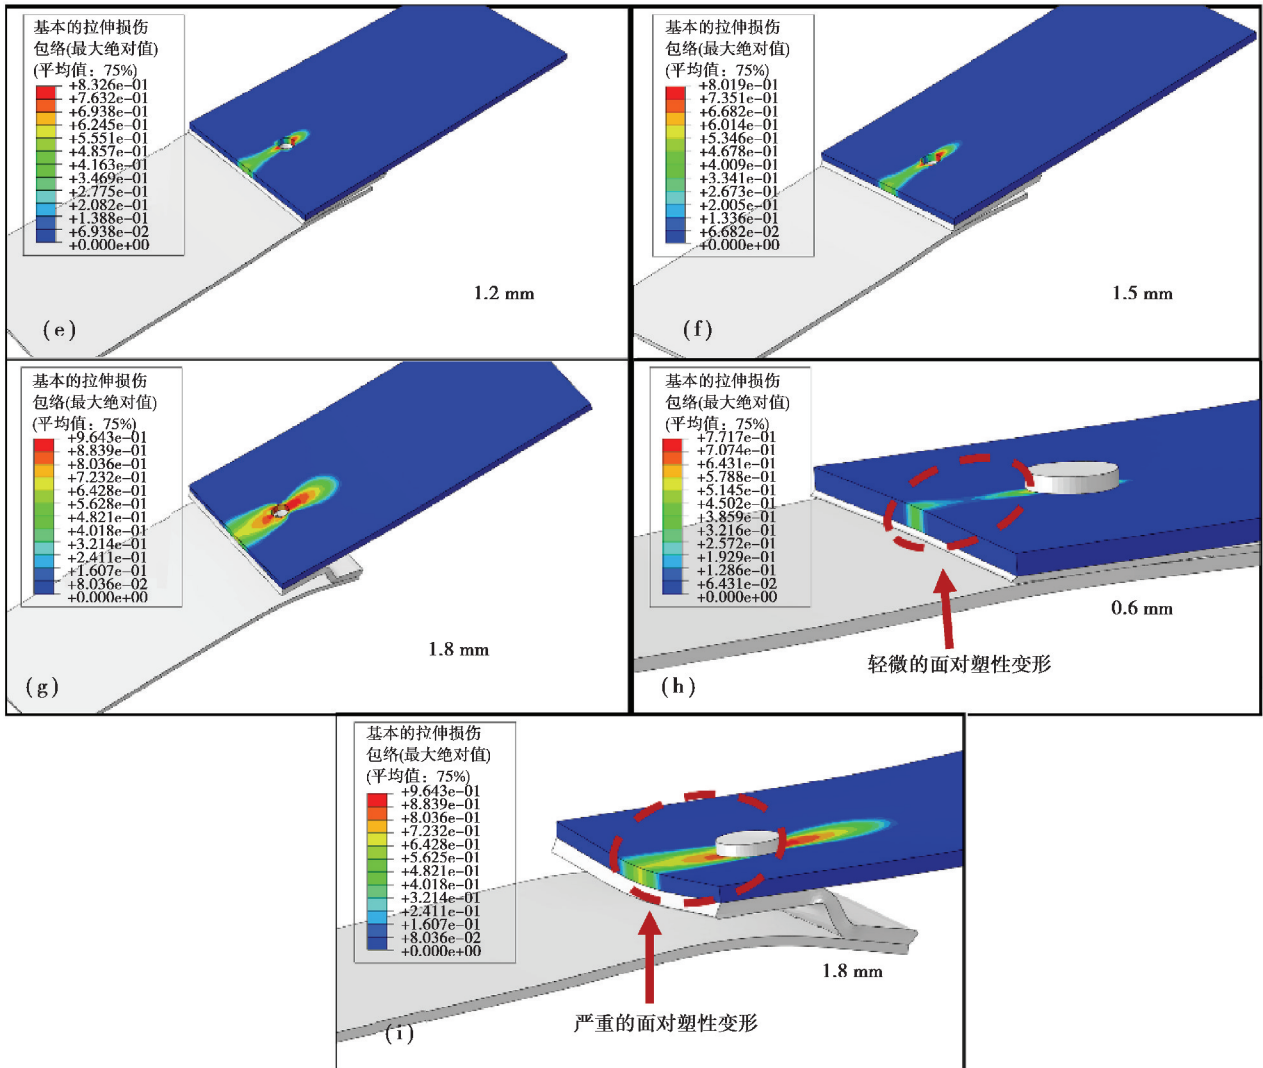 基本的拉伸损伤
包络(最大绝对值)
(平均值：75%)
+8.326e-01
+7.632e-01
+6.938e-01
+6.245e-01
+5.551e-01
+4.857e-01
+4.163e-01
+3.469e-01
+2.775e-01
+2.082e-01
+1.388e-01
+6.938e-02
+0.000e+00
1.2 mm
(e)
基本的拉伸损伤
包络(最大绝对值)
(平均值：75%)
+8.019e-01
+7.351e-01
+6.682e-01
+6.014e-01
+5.346e-01
+4.678e-01
+4.009e-01
+3.341e-01
+2.673e-01
+2.005e-01
+1.336e-01
+6.682e-02
+0.000e+00
1.5 mm
(f)
基本的拉伸损伤
包络(最大绝对值)
(平均值：75%)
+9.643e-01
+8.839e-01
+8.036e-01
+7.232e-01
+6.428e-01
+5.628e-01
+4.821e-01
+4.018e-01
+3.214e-01
+2.411e-01
+1.607e-01
+8.036e-02
+0.000e+00
1.8 mm
(g)
基本的拉伸损伤
包络(最大绝对值)
(平均值：75%)
+7.717e-01
+7.074e-01
+6.431e-01
+5.788e-01
+5.145e-01
+4.502e-01
+3.859e-01
+3.216e-01
+2.572e-01
+1.929e-01
+1.286e-01
+6.431e-02
+0.000e+00
0.6 mm
轻微的面对塑性变形
(h)
基本的拉伸损伤
包络(最大绝对值)
(平均值：75%)
+9.643e-01
+8.839e-01
+8.036e-01
+7.232e-01
+6.428e-01
+5.625e-01
+4.821e-01
+4.018e-01
+3.214e-01
+2.411e-01
+1.607e-01
+8.036e-02
+0.000e+00
1.8 mm
严重的面对塑性变形
(i)